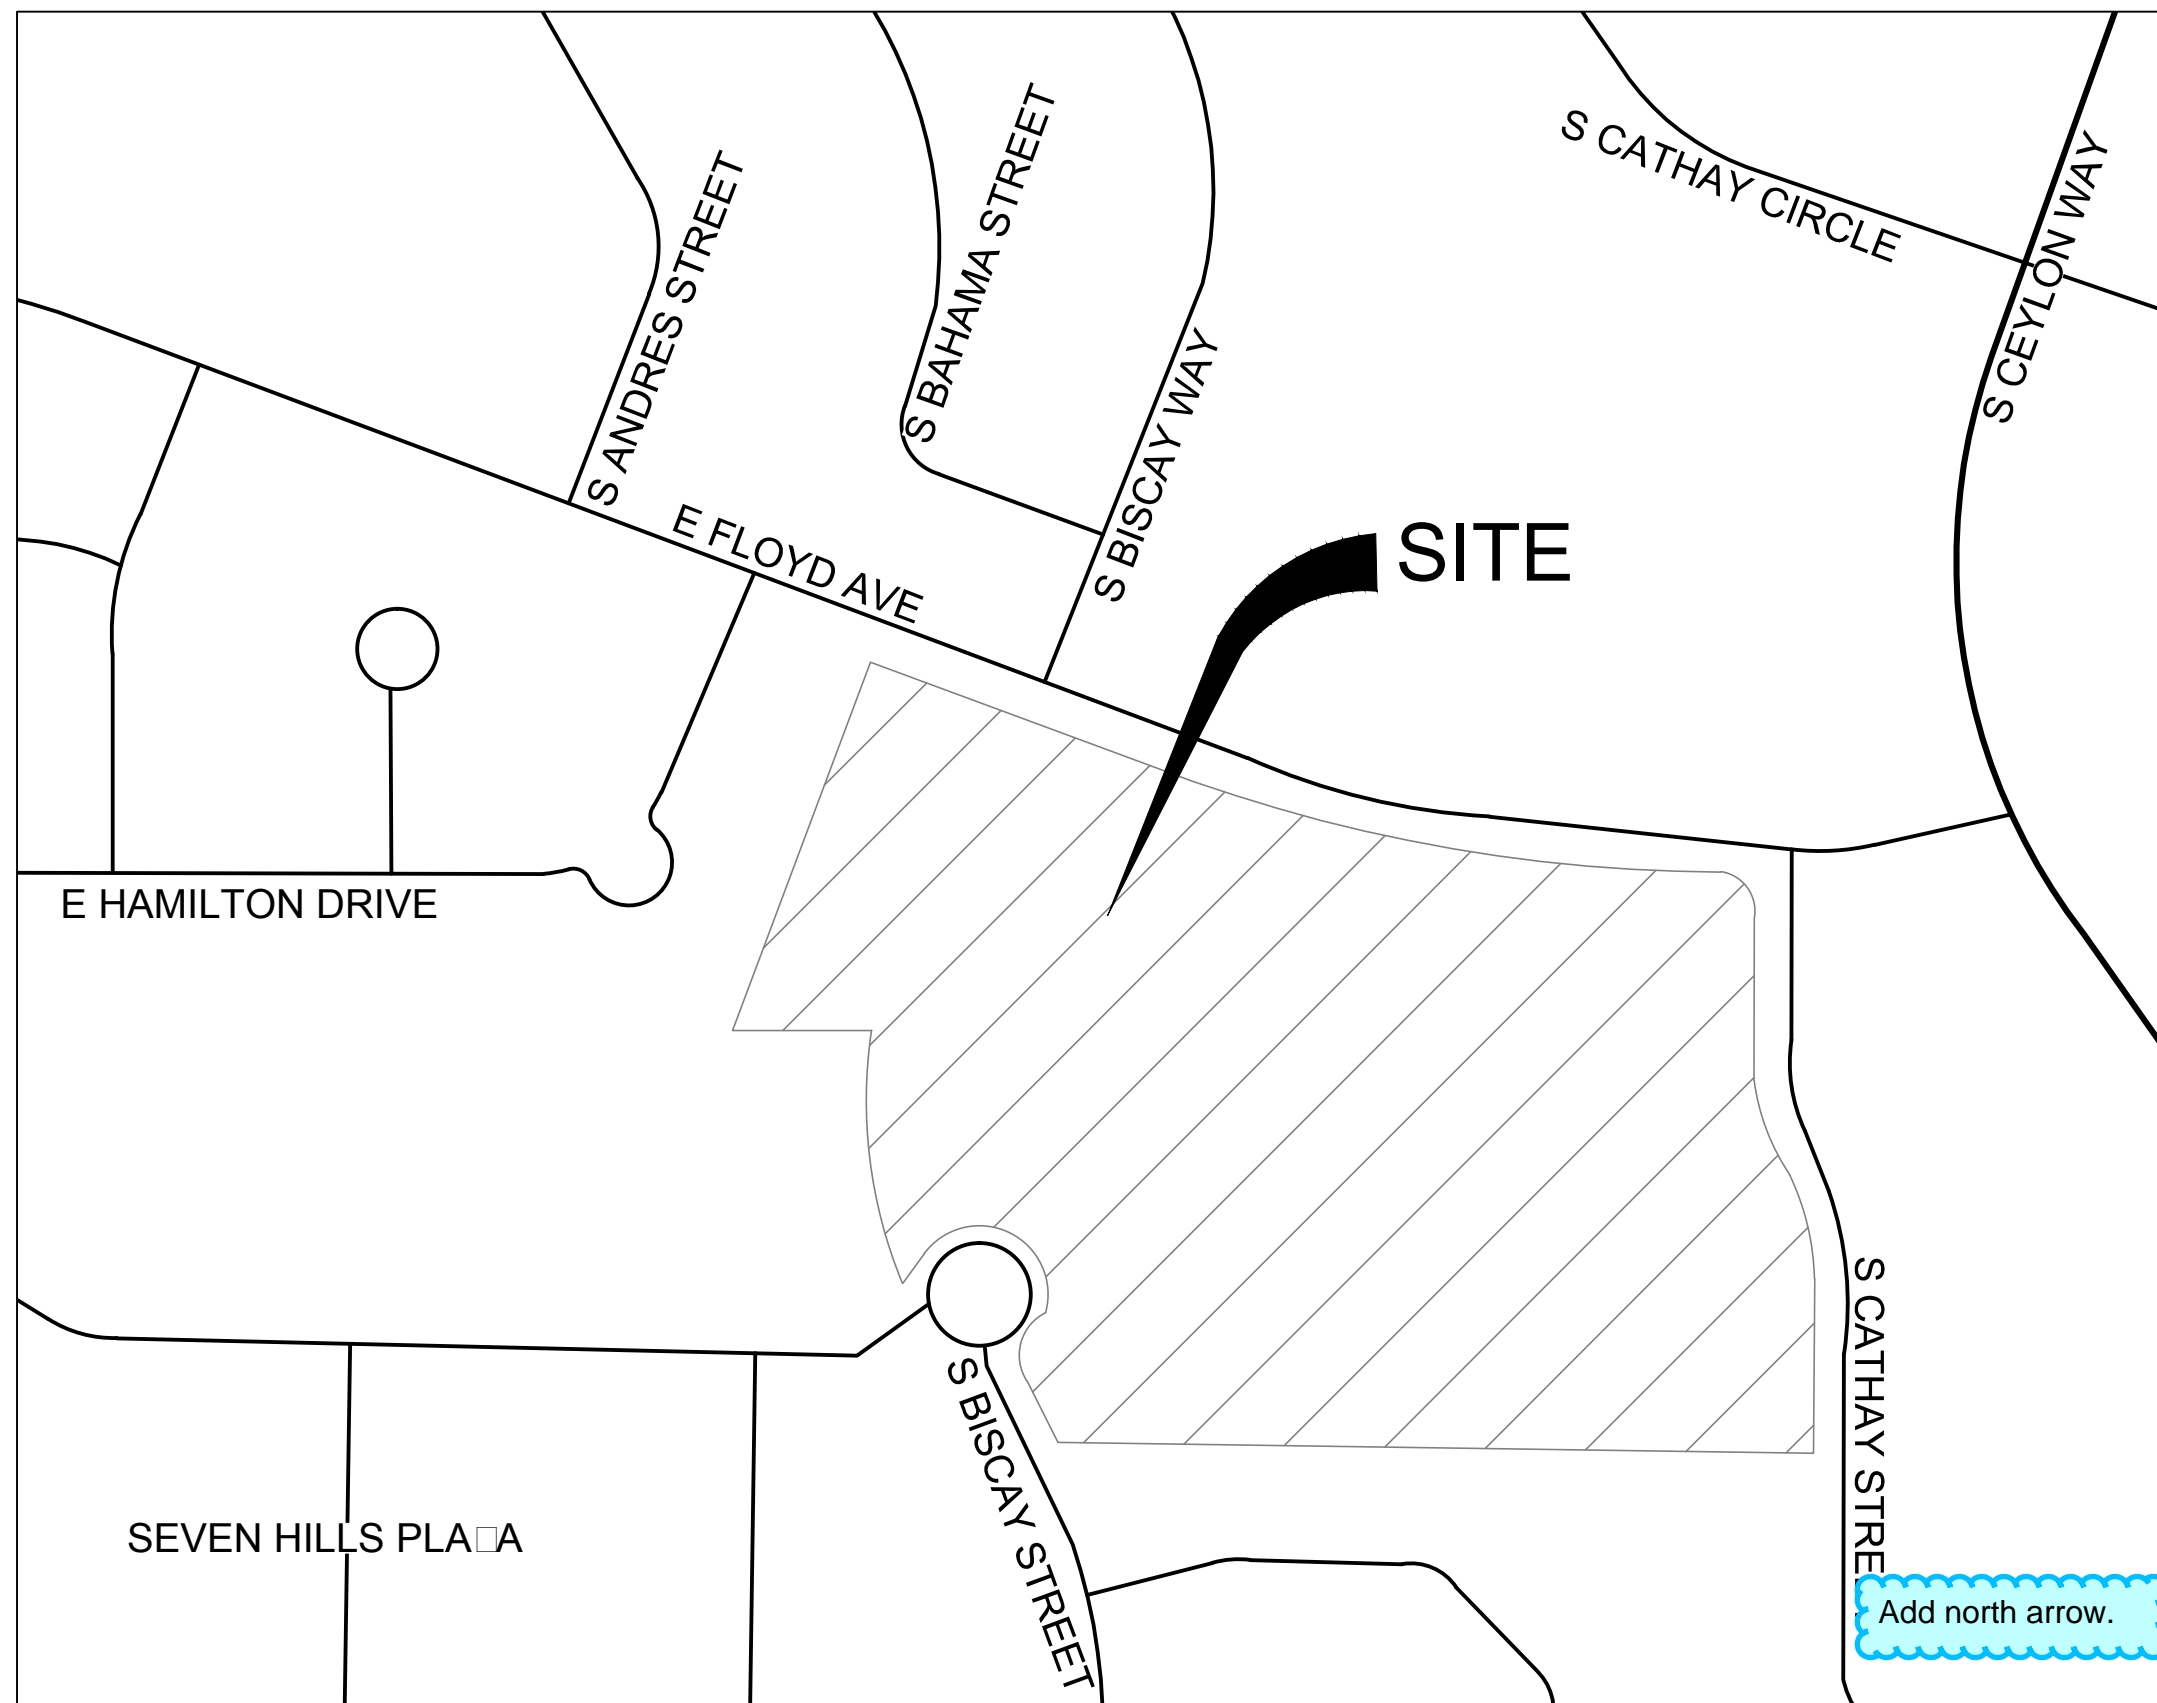 S CATHAY CIRCLE
S CEYLON WAY
S BAHAMA STREET
S ANDRES STREET
S BISCAY WAY
SITE
E FLOYD AVE
E HAMILTON DRIVE
S CATHAY STREE
S BISCAY STREET
SEVEN HILLS PLA□A
Add north arrow.